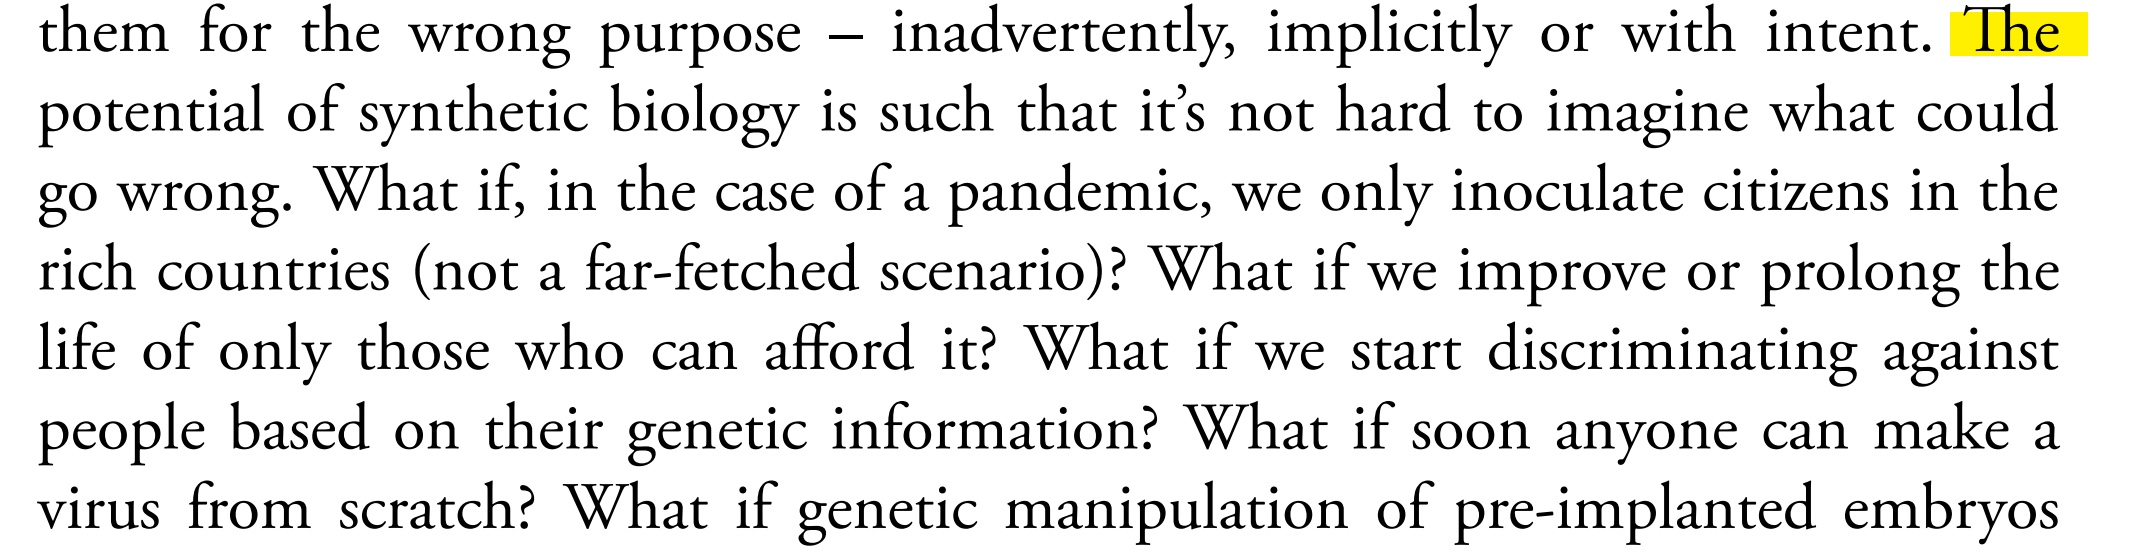 them for the wrong purpose – inadvertently, implicitly or with intent. The
potential of synthetic biology is such that it’s not hard to imagine what could
go wrong. What if, in the case of a pandemic, we only inoculate citizens in the
rich countries (not a far-fetched scenario)? What if we improve or prolong the
life of only those who can afford it? What if we start discriminating against
people based on their genetic information? What if soon anyone can make a
virus from scratch? What if genetic manipulation of pre-implanted embryos